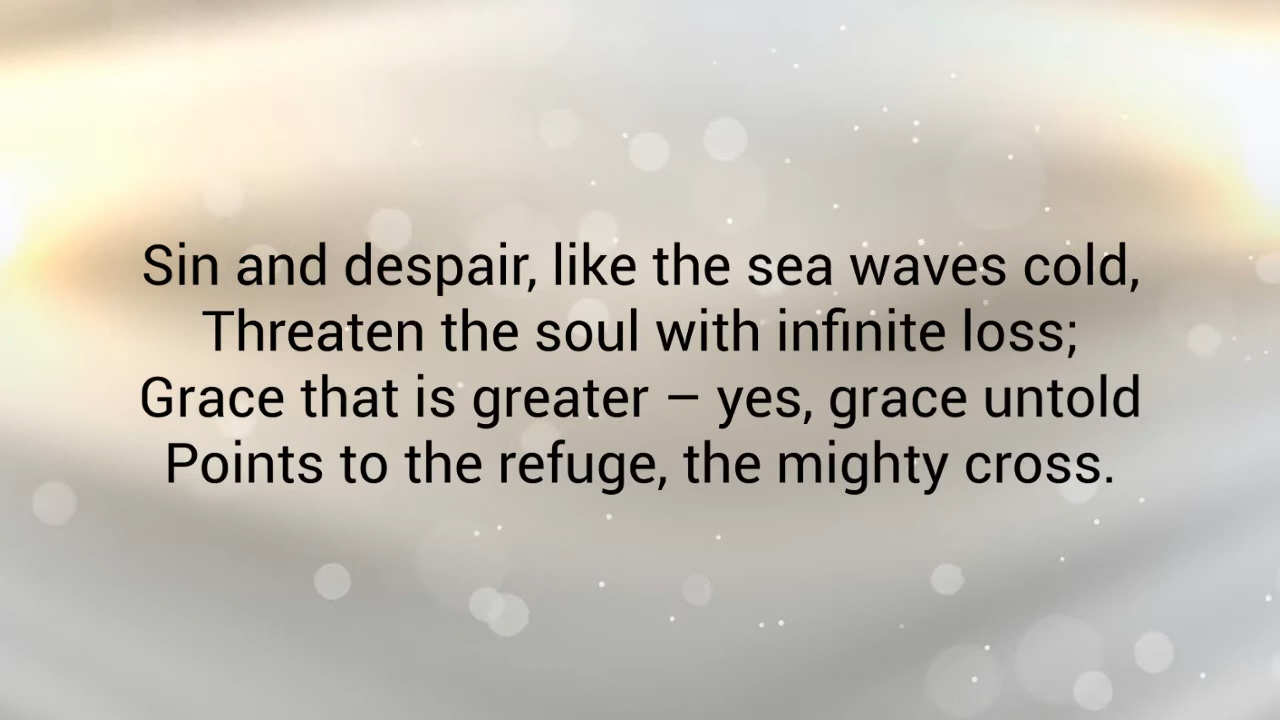 Sin and despair, like the sea waves cold,
Threaten the soul with infinite loss;
Grace that is greater – yes, grace untold
Points to the refuge, the mighty cross.